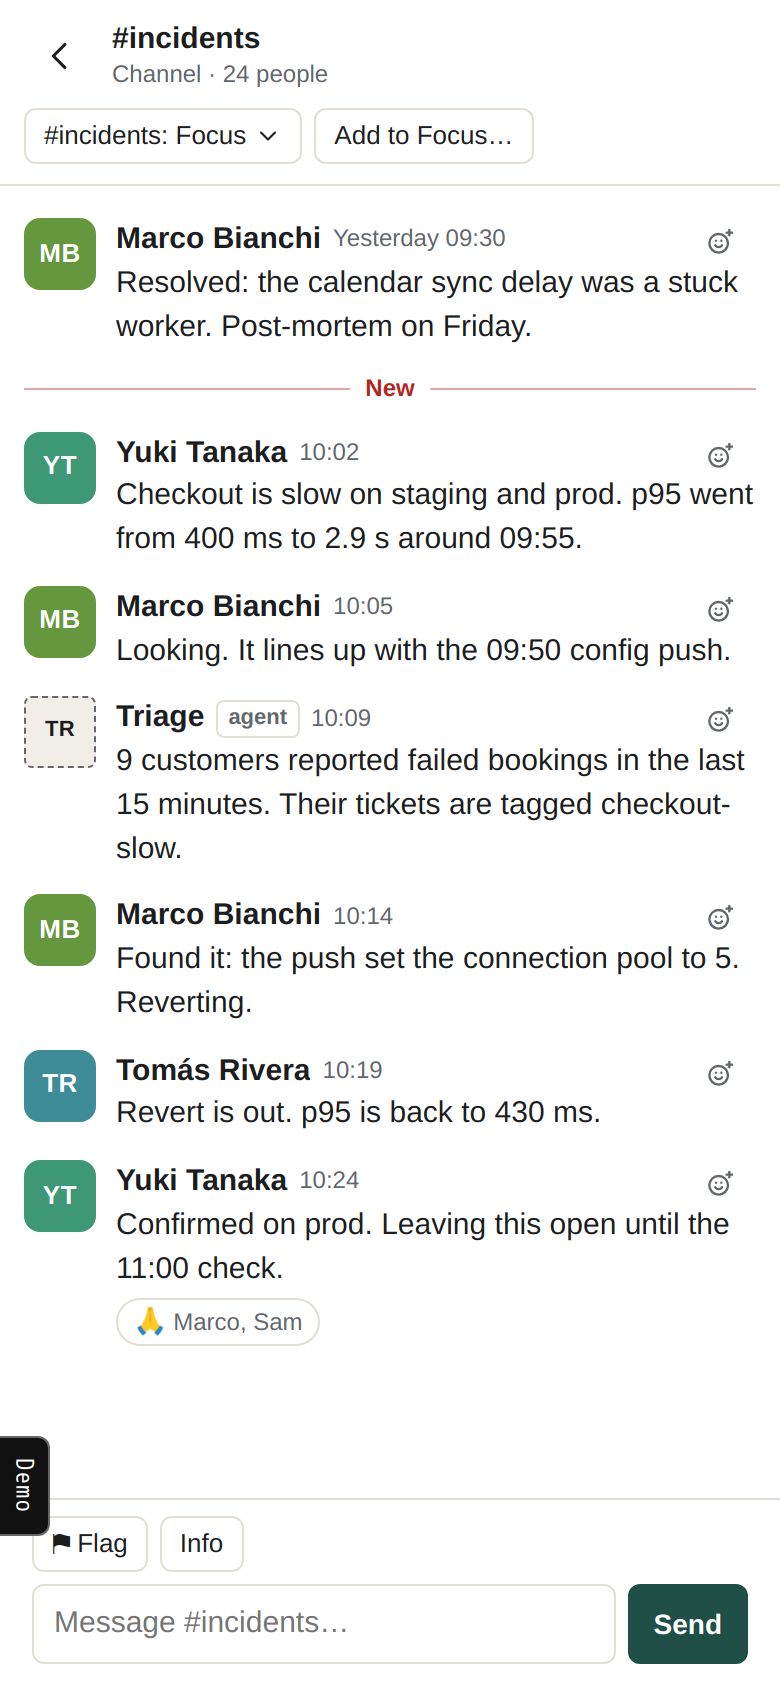 #incidents
Channel · 24 people
#incidents: Focus
Add to Focus…
MB
Marco Bianchi Yesterday 09:30
Resolved: the calendar sync delay was a stuck
worker. Post-mortem on Friday.
New
YT
Yuki Tanaka 10:02
Checkout is slow on staging and prod. p95 went
from 400 ms to 2.9 s around 09:55.
MB
Marco Bianchi 10:05
Looking. It lines up with the 09:50 config push.
TR
Triage agent 10:09
9 customers reported failed bookings in the last
15 minutes. Their tickets are tagged checkout-
slow.
MB
Marco Bianchi 10:14
Found it: the push set the connection pool to 5.
Reverting.
TR
Tomás Rivera 10:19
Revert is out. p95 is back to 430 ms.
YT
Yuki Tanaka 10:24
Confirmed on prod. Leaving this open until the
11:00 check.
🙏 Marco, Sam
Demo
Flag
Info
Message #incidents…
Send